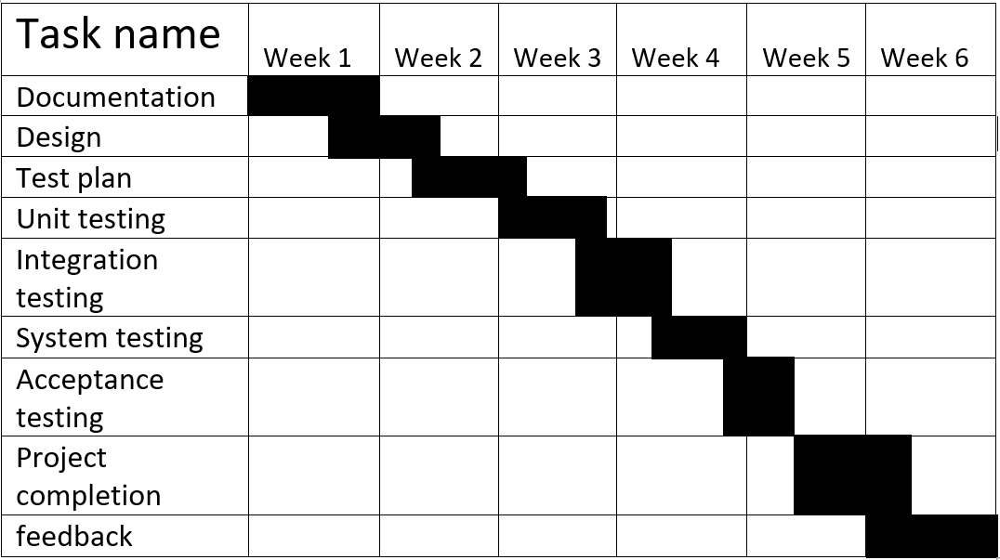 Task name
Week 1
Week 2
Week 3
Week 4
Week 5
Week 6
Documentation
Design
Test plan
Unit testing
Integration
testing
System testing
Acceptance
testing
Project
completion
feedback